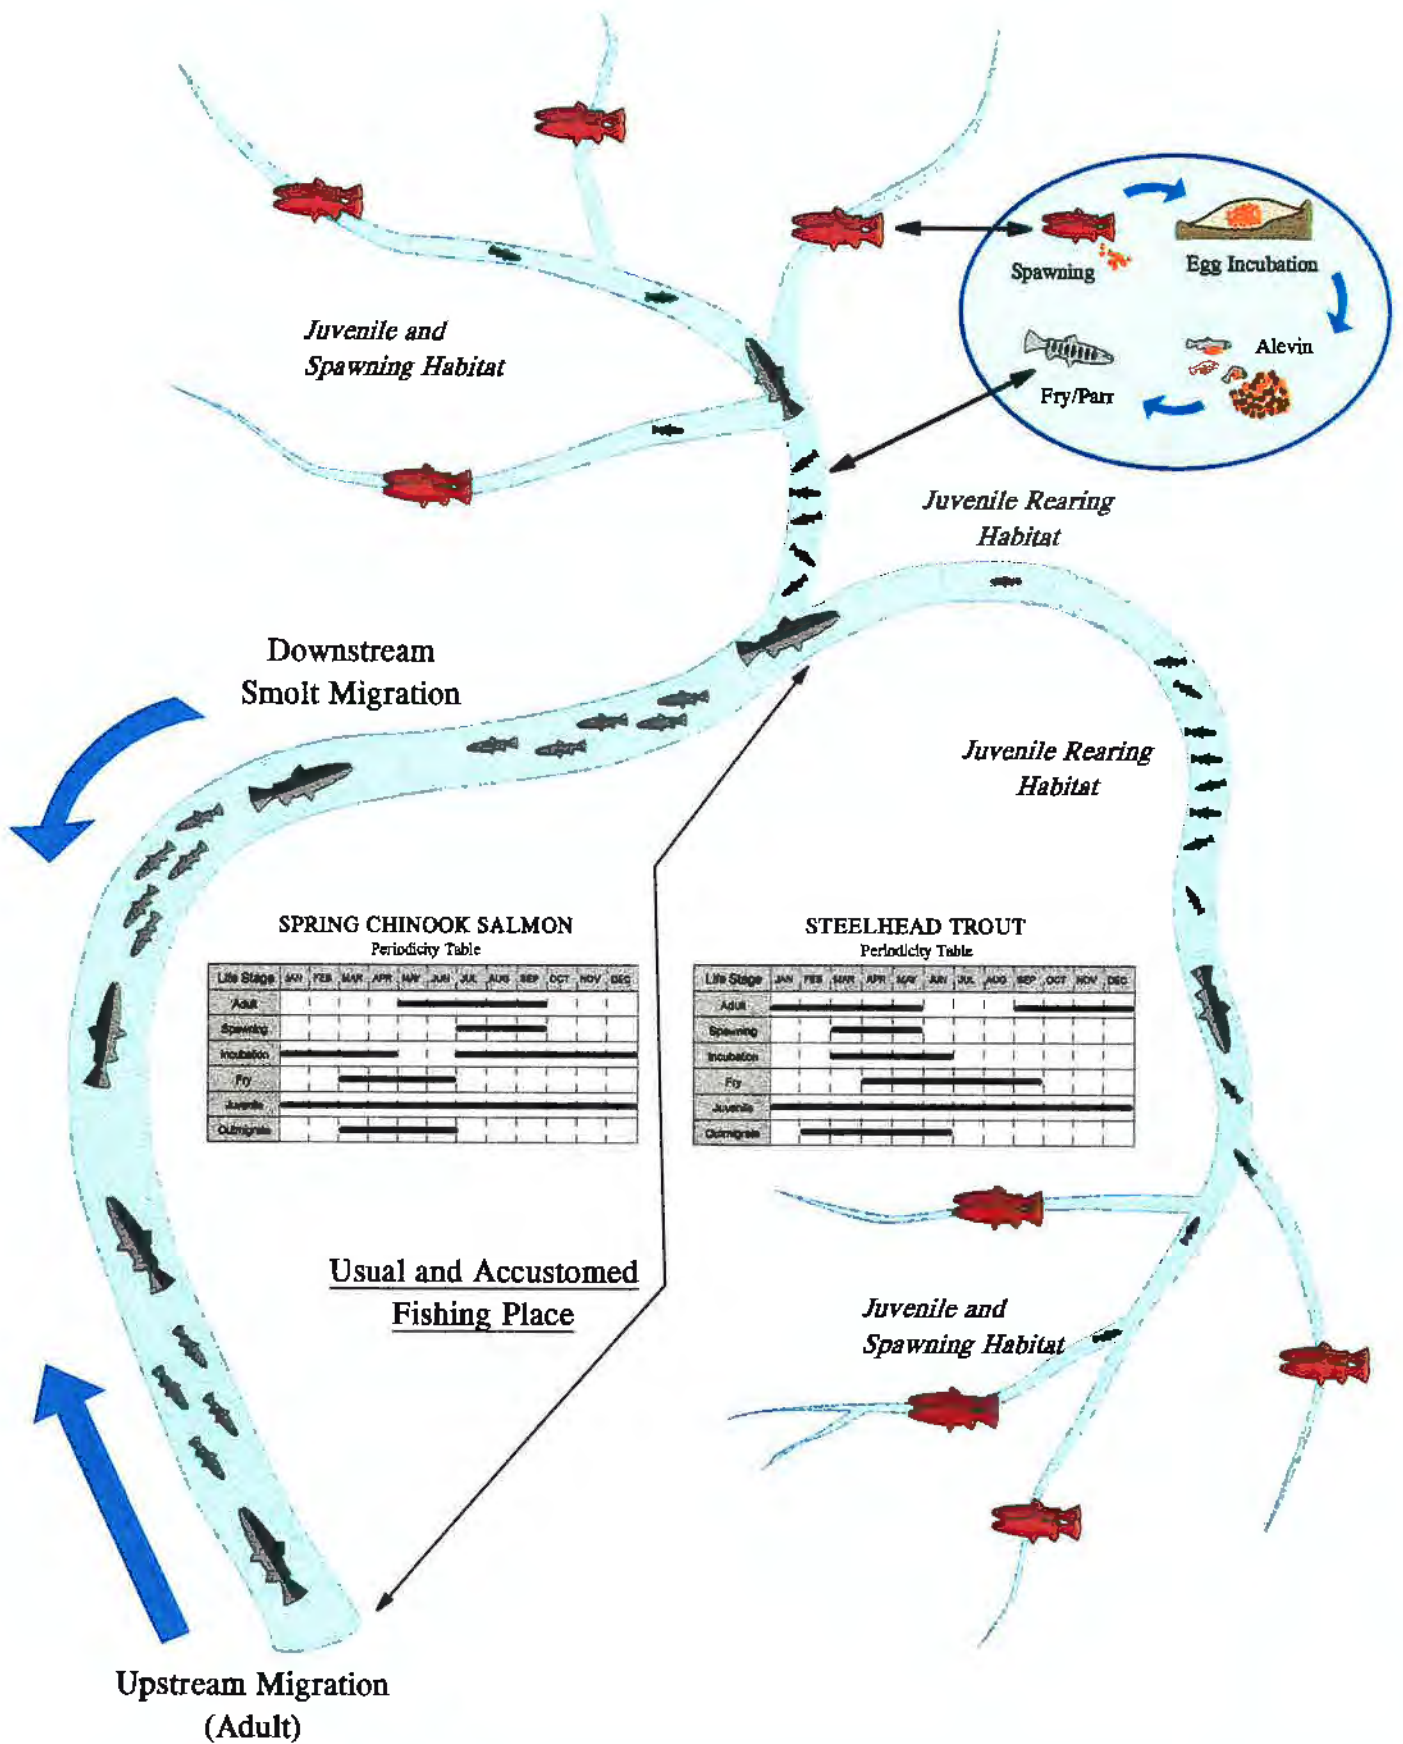 Spawning
Egg Incubation
Alevin
Fry/Parr
Juvenile and
Spawning Habitat
Juvenile Rearing
Habitat
Downstream
Smolt Migration
Juvenile Rearing
Habitat
SPRING CHINOOK SALMON
Periodicity Table
Life Stage JAN FEB MAR APR MAY JUN JUL AUG SEP OCT NOV DEC
Adult
Spawning
Incubation
Fry
Juvenile
Outmigrate
STEELHEAD TROUT
Periodicity Table
Life Stage JAN FEB MAR APR MAY JUN JUL AUG SEP OCT NOV DEC
Adult
Spawning
Incubation
Fry
Juvenile
Outmigrate
Usual and Accustomed
Fishing Place
Juvenile and
Spawning Habitat
Upstream Migration
(Adult)